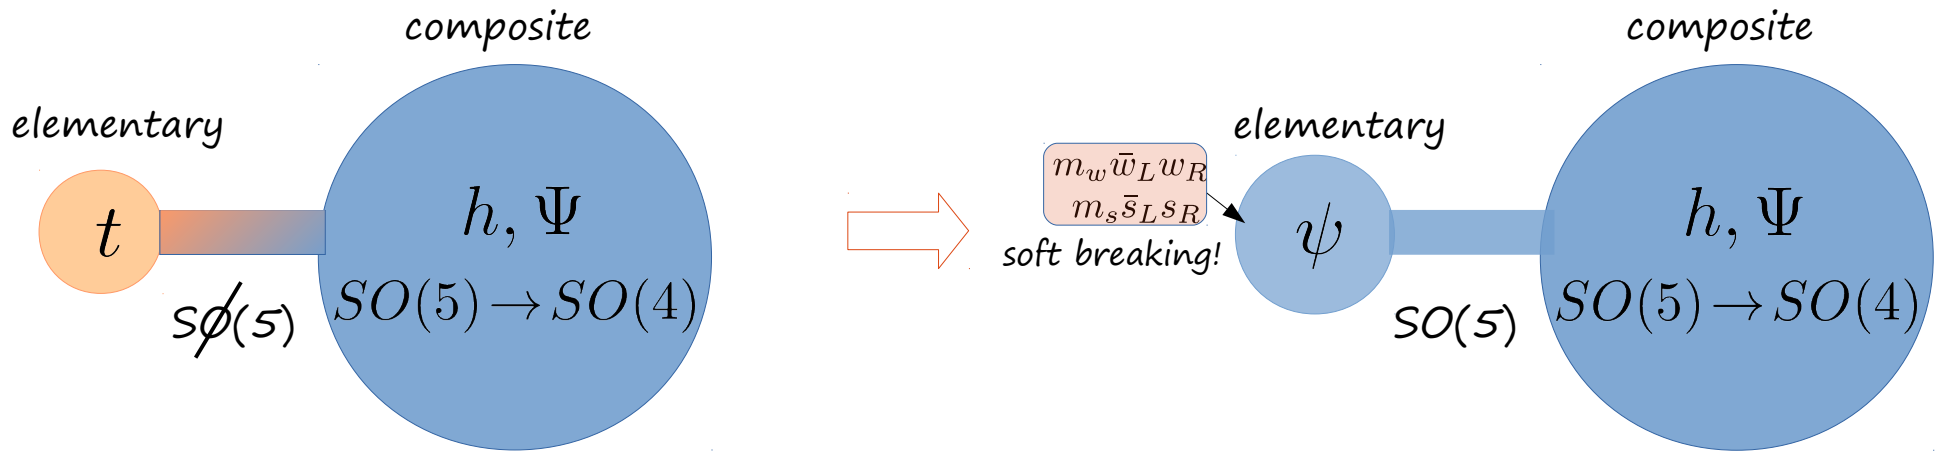 composite
elementary
t
h, Ψ
SO(5)→SO(4)
SØ(5)
composite
elementary
m_w w̄_L w_R
m_s s̄_L s_R
soft breaking!
ψ
h, Ψ
SO(5)→SO(4)
SO(5)